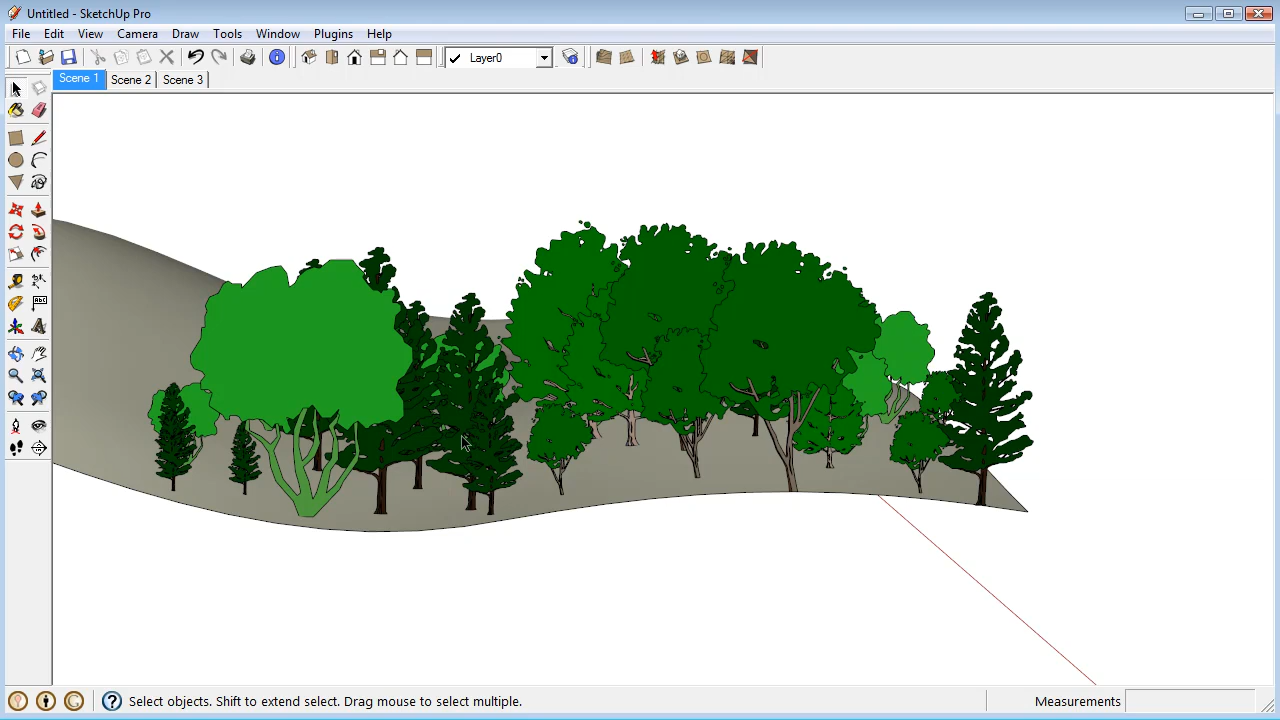 Untitled - SketchUp Pro
File Edit View Camera Draw Tools Window Plugins Help
Layer0
Scene 1 Scene 2 Scene 3
Select objects. Shift to extend select. Drag mouse to select multiple.
Measurements